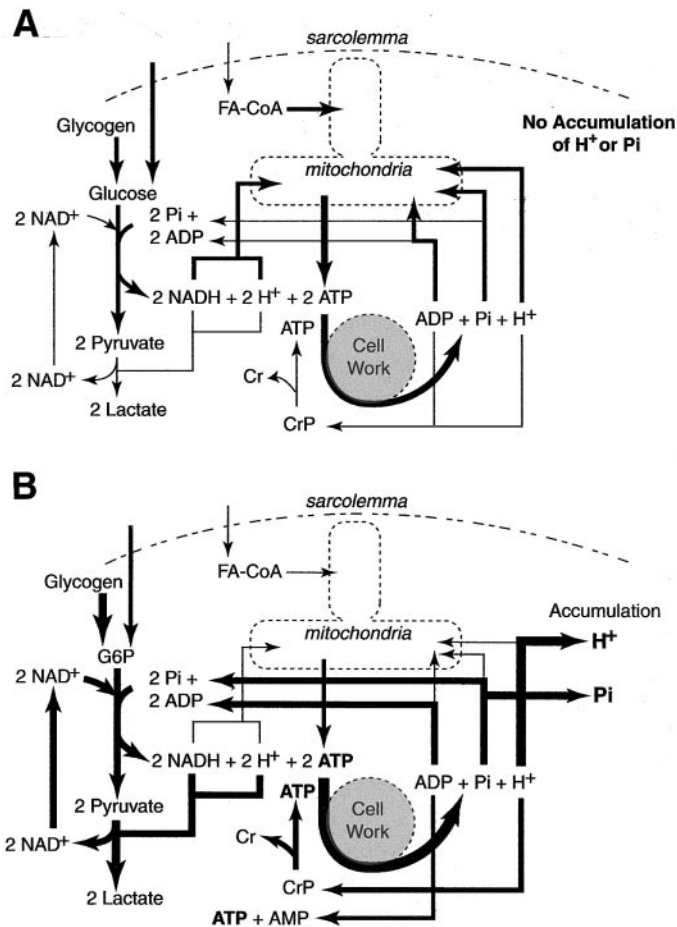 A
sarcolemma
FA-CoA
Glycogen
No Accumulation
of H⁺ or Pi
mitochondria
Glucose
2 NAD⁺
2 Pi +
2 ADP
2 NADH + 2 H⁺ + 2 ATP
ADP + Pi + H⁺
ATP
Cell
Work
2 Pyruvate
2 NAD⁺
Cr
2 Lactate
CrP
B
sarcolemma
FA-CoA
Glycogen
Accumulation
mitochondria
H⁺
G6P
2 NAD⁺
2 Pi +
Pi
2 ADP
2 NADH + 2 H⁺ + 2 ATP
ADP + Pi + H⁺
ATP
Cell
Work
2 Pyruvate
2 NAD⁺
Cr
CrP
2 Lactate
ATP + AMP